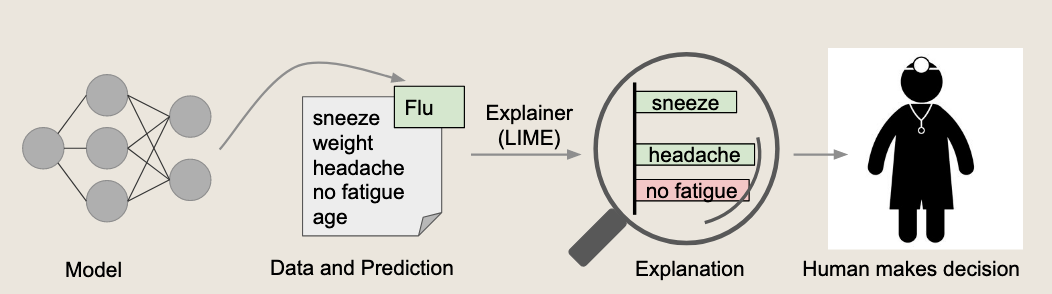 Flu
sneeze
weight
headache
no fatigue
age
Explainer
(LIME)
sneeze
headache
no fatigue
Model
Data and Prediction
Explanation
Human makes decision